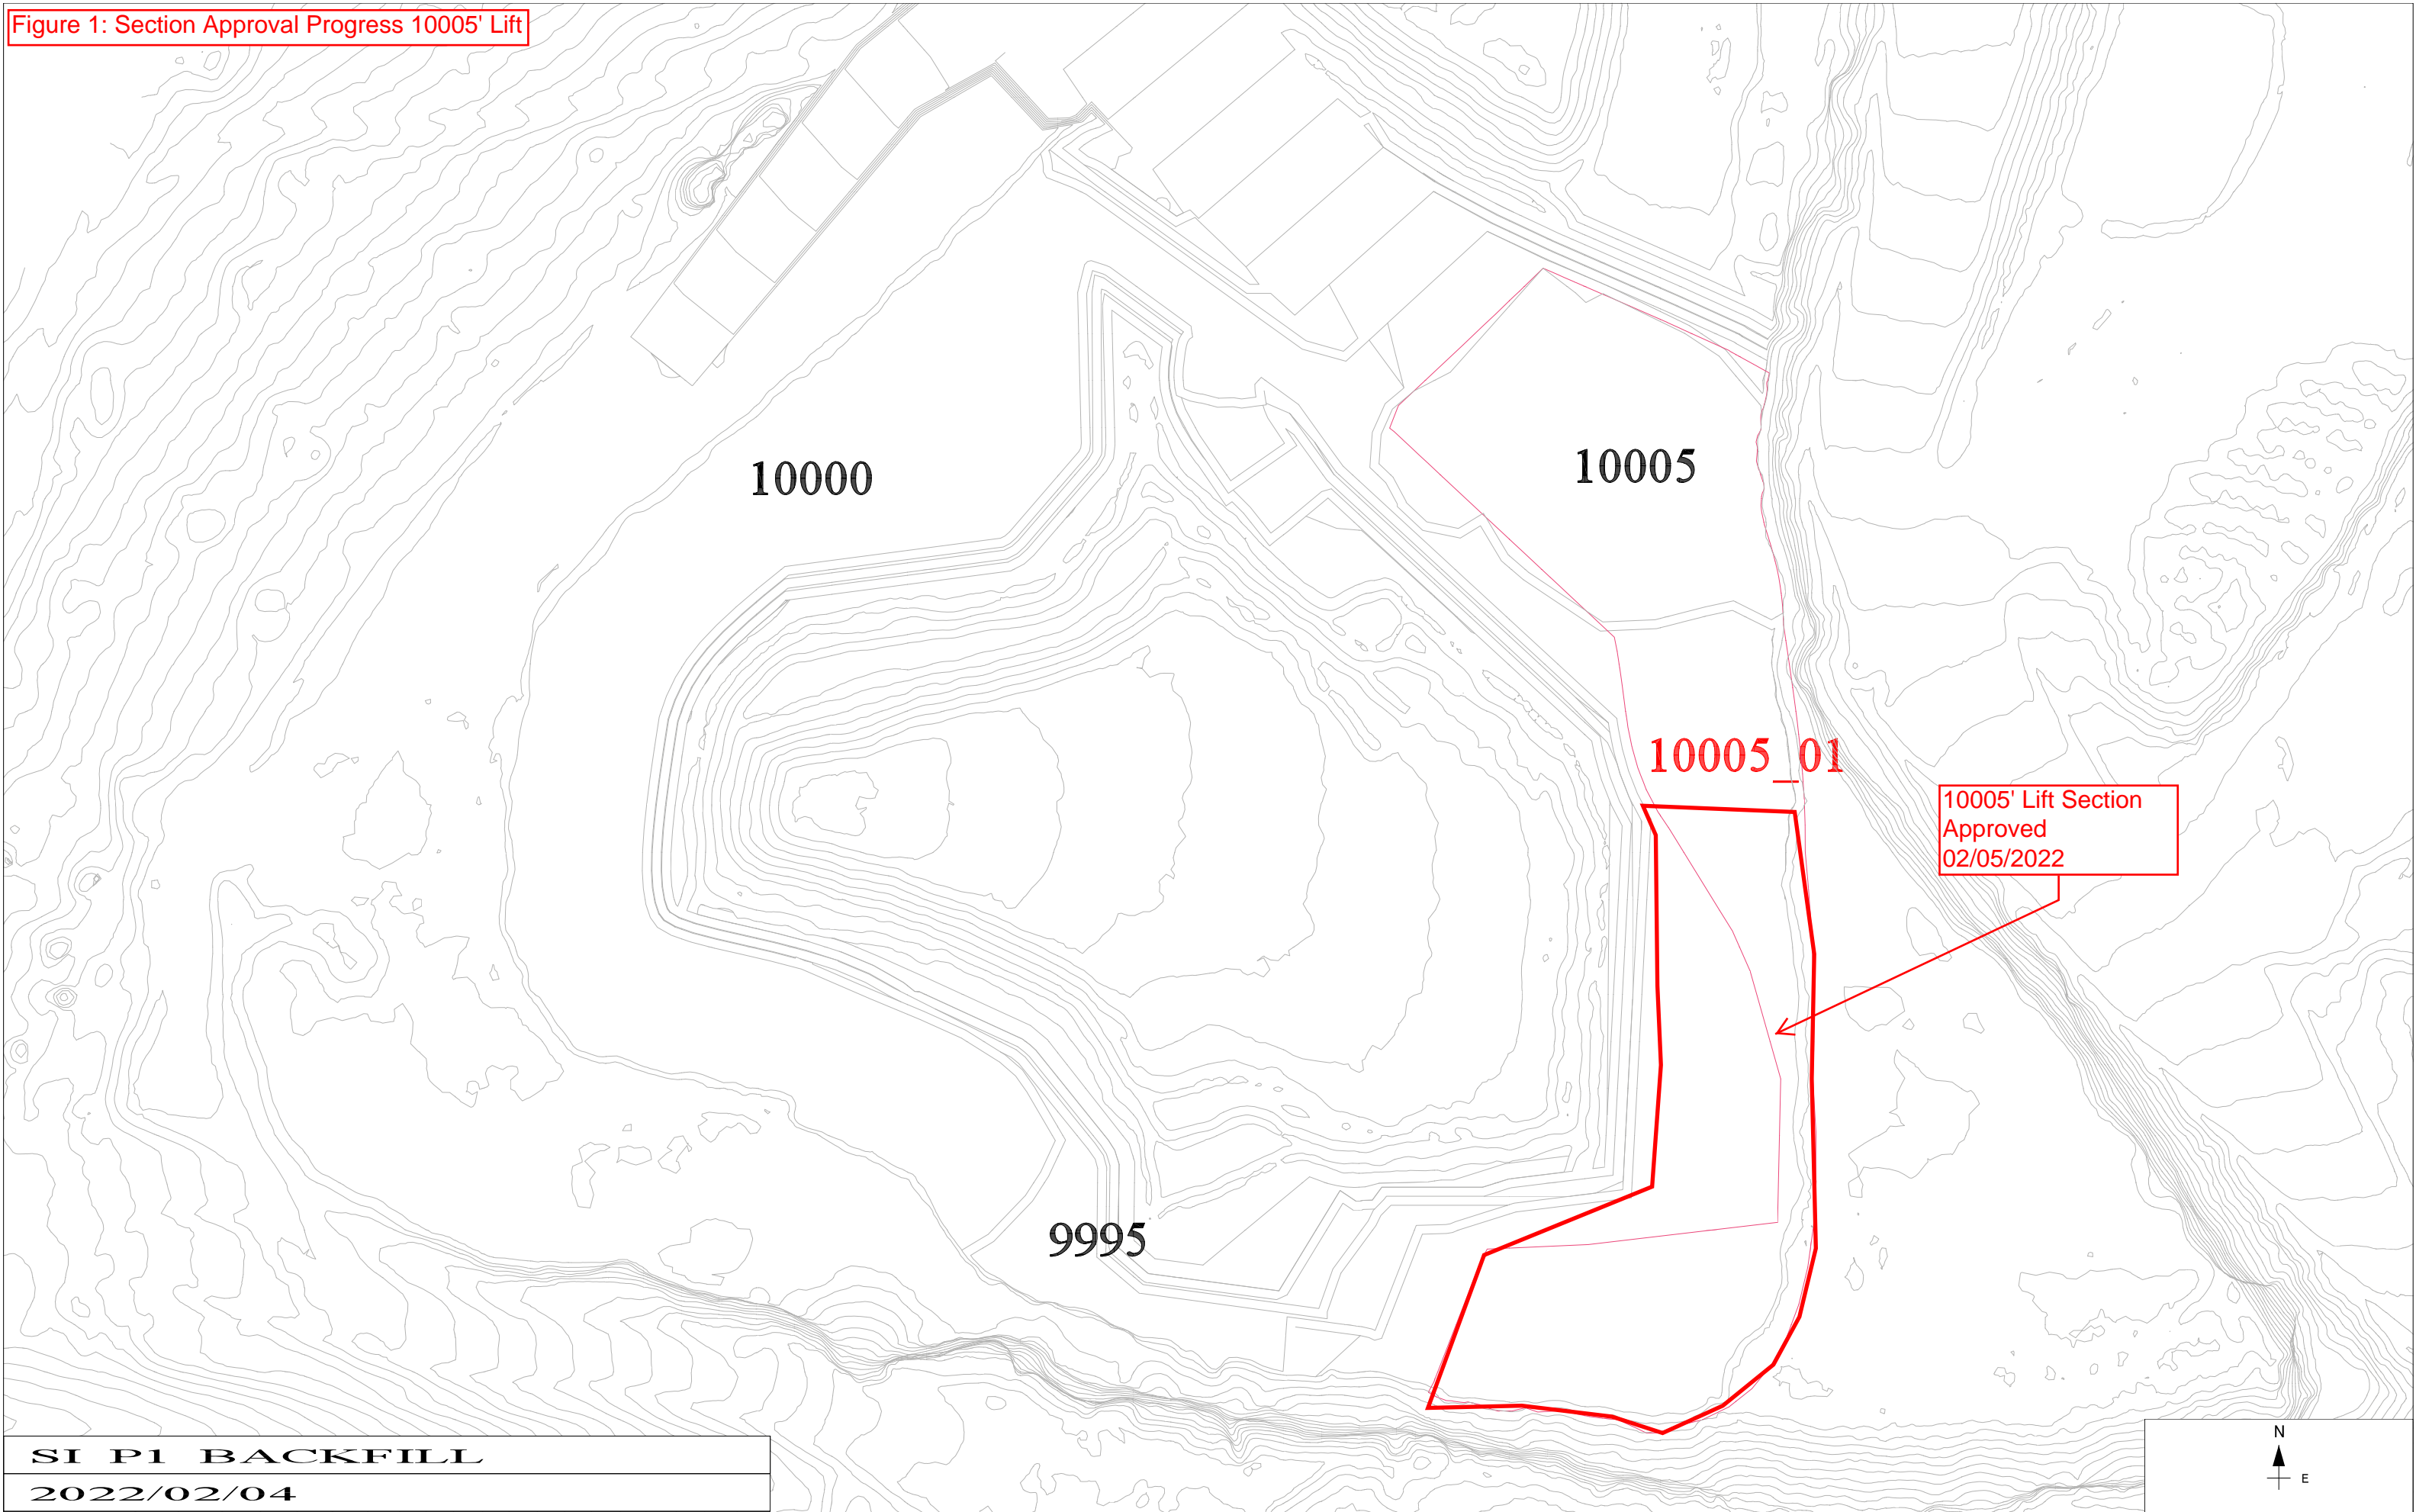 Figure 1: Section Approval Progress 10005' Lift
10000
10005
10005_01
10005' Lift Section
Approved
02/05/2022
9995
SI P1 BACKFILL
2022/02/04
N
E